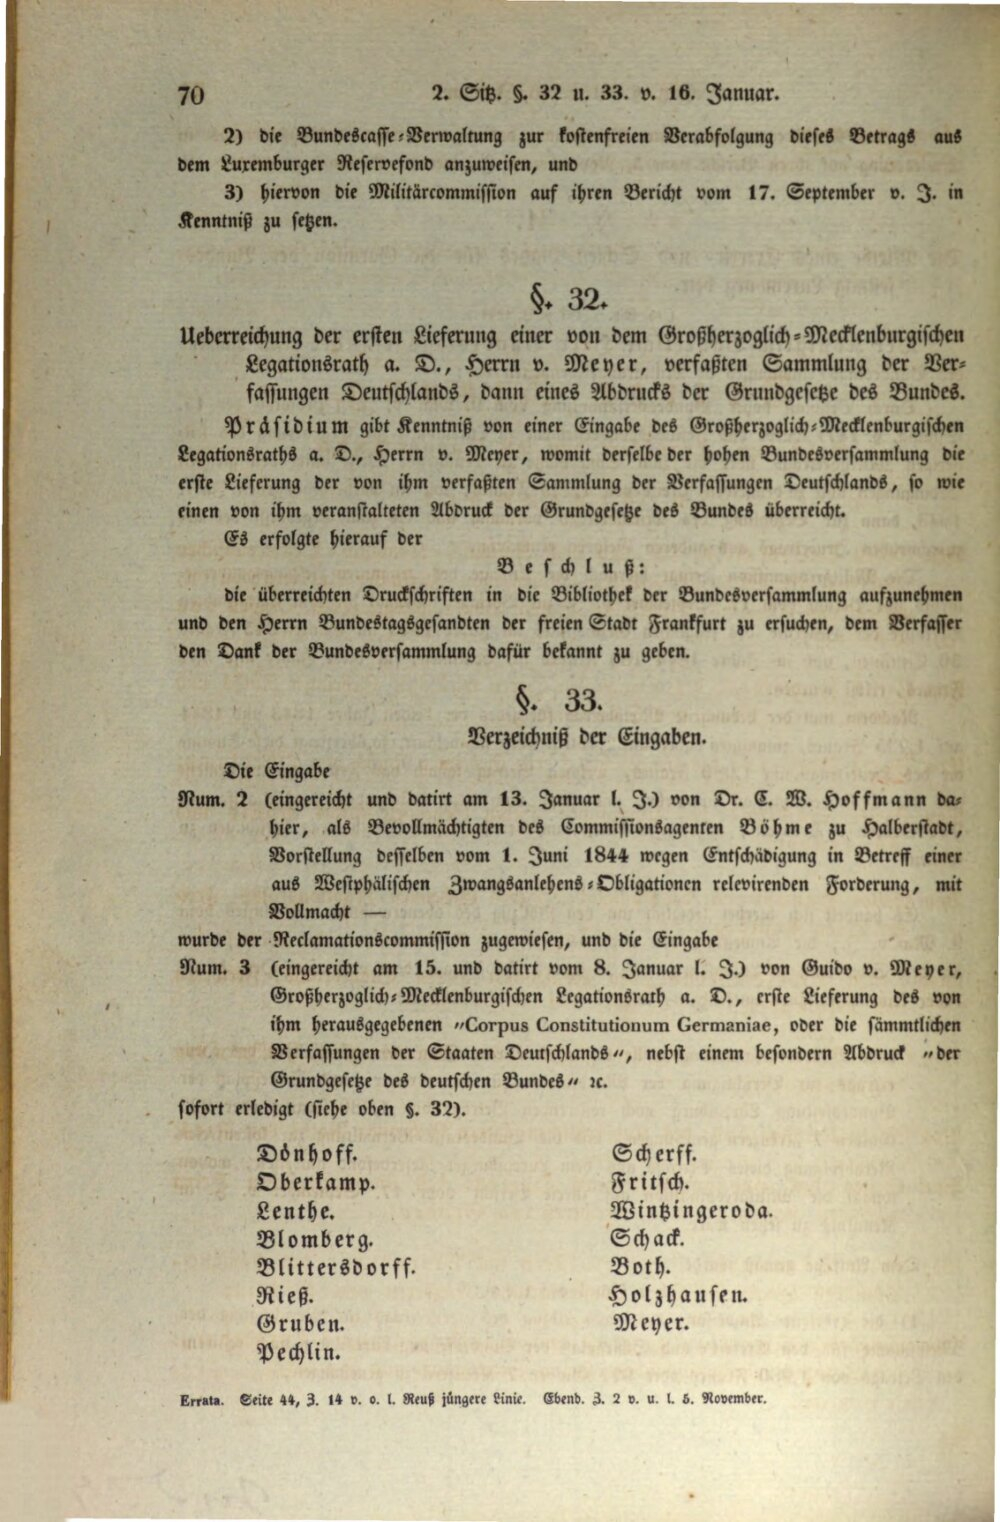 70
2. Sitz. §. 32 u. 33. v. 16. Januar.
2) die Bundescasse-Verwaltung zur kostenfreien Verabfolgung dieses Betrags aus
dem Luxemburger Reservefond anzuweisen, und
3) hiervon die Militärcommission auf ihren Bericht vom 17. September v. J. in
Kenntniß zu setzen.
§. 32.
Ueberreichung der ersten Lieferung einer von dem Großherzoglich-Mecklenburgischen
Legationsrath a. D., Herrn v. Meyer, verfaßten Sammlung der Ver-
fassungen Deutschlands, dann eines Abdrucks der Grundgesetze des Bundes.
Präsidium gibt Kenntniß von einer Eingabe des Großherzoglich-Mecklenburgischen
Legationsraths a. D., Herrn v. Meyer, womit derselbe der hohen Bundesversammlung die
erste Lieferung der von ihm verfaßten Sammlung der Verfassungen Deutschlands, so wie
einen von ihm veranstalteten Abdruck der Grundgesetze des Bundes überreicht.
Es erfolgte hierauf der
Beschluß:
die überreichten Druckschriften in die Bibliothek der Bundesversammlung aufzunehmen
und den Herrn Bundestagsgesandten der freien Stadt Frankfurt zu ersuchen, dem Verfasser
den Dank der Bundesversammlung dafür bekannt zu geben.
§. 33.
Verzeichniß der Eingaben.
Die Eingabe
Num. 2 (eingereicht und datirt am 13. Januar l. J.) von Dr. C. W. Hoffmann da-
hier, als Bevollmächtigten des Commissionsagenten Böhme zu Halberstadt,
Vorstellung desselben vom 1. Juni 1844 wegen Entschädigung in Betreff einer
aus Westphälischen Zwangsanlehens-Obligationen relevirenden Forderung, mit
Vollmacht —
wurde der Reclamationscommission zugewiesen, und die Eingabe
Num. 3 (eingereicht am 15. und datirt vom 8. Januar l. J.) von Guido v. Meyer,
Großherzoglich-Mecklenburgischen Legationsrath a. D., erste Lieferung des von
ihm herausgegebenen „Corpus Constitutionum Germaniae, oder die sämmtlichen
Verfassungen der Staaten Deutschlands“, nebst einem besondern Abdruck „der
Grundgesetze des deutschen Bundes“ ꝛc.
sofort erledigt (siehe oben §. 32).
Dönhoff.
Oberkamp.
Lenthe.
Blomberg.
Blittersdorff.
Rieß.
Gruben.
Pechlin.
Scherff.
Fritsch.
Wintzingeroda.
Schack.
Both.
Holzhausen.
Meyer.
Errata. Seite 44, Z. 14 v. o. l. Reuß jüngere Linie. Ebend. Z. 2 v. u. l. 5. November.